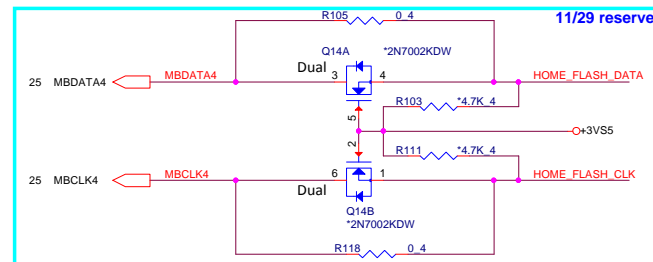 R105 0_4 11/29 reserve
Q14A *2N7002KDW
Dual
25 MBDATA4 MBDATA4 3 4 HOME_FLASH_DATA
R103 *4.7K_4
5
+3VS5
2
R111 *4.7K_4
25 MBCLK4 MBCLK4 6 1 HOME_FLASH_CLK
Dual
Q14B
*2N7002KDW
R118 0_4